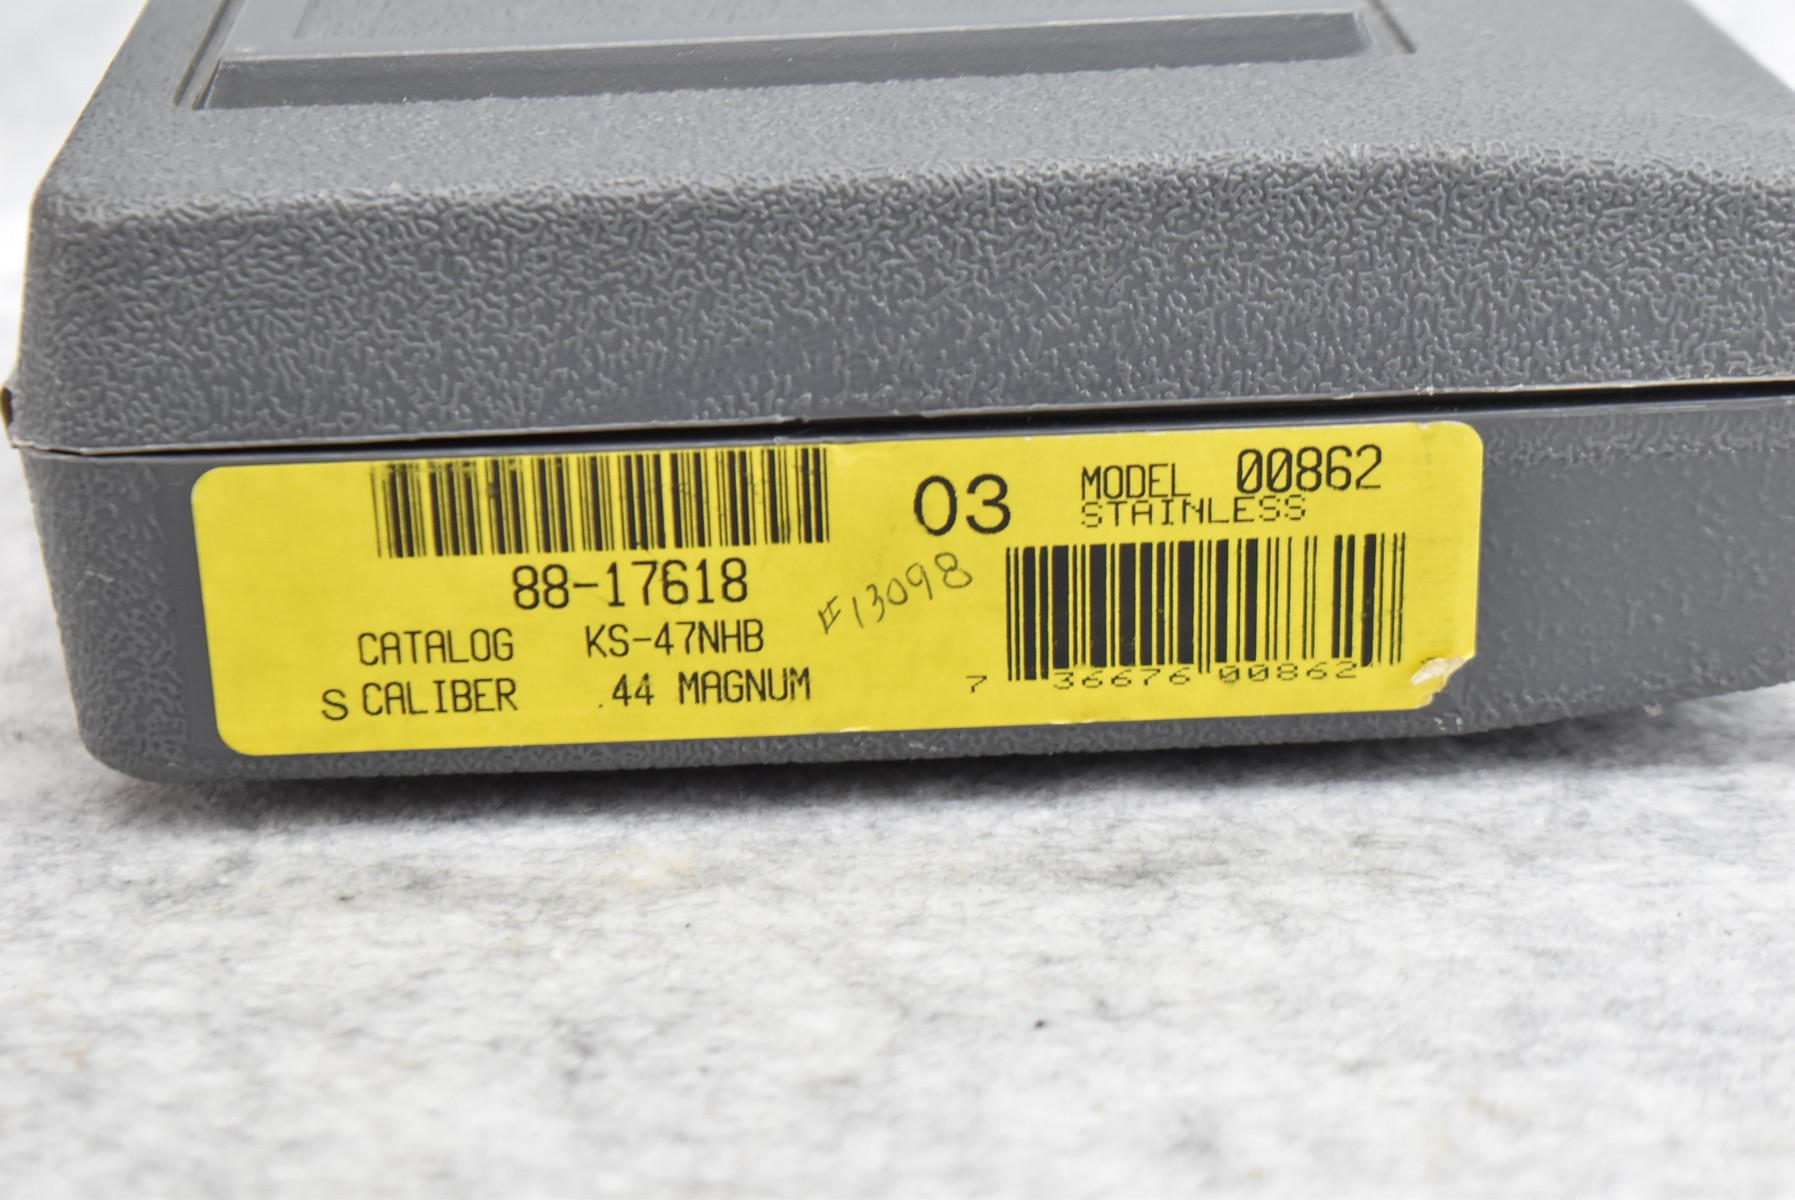 88-17618
CATALOG KS-47NHB
S CALIBER .44 MAGNUM
03
#13098
MODEL 00862
STAINLESS
7 36676 00862